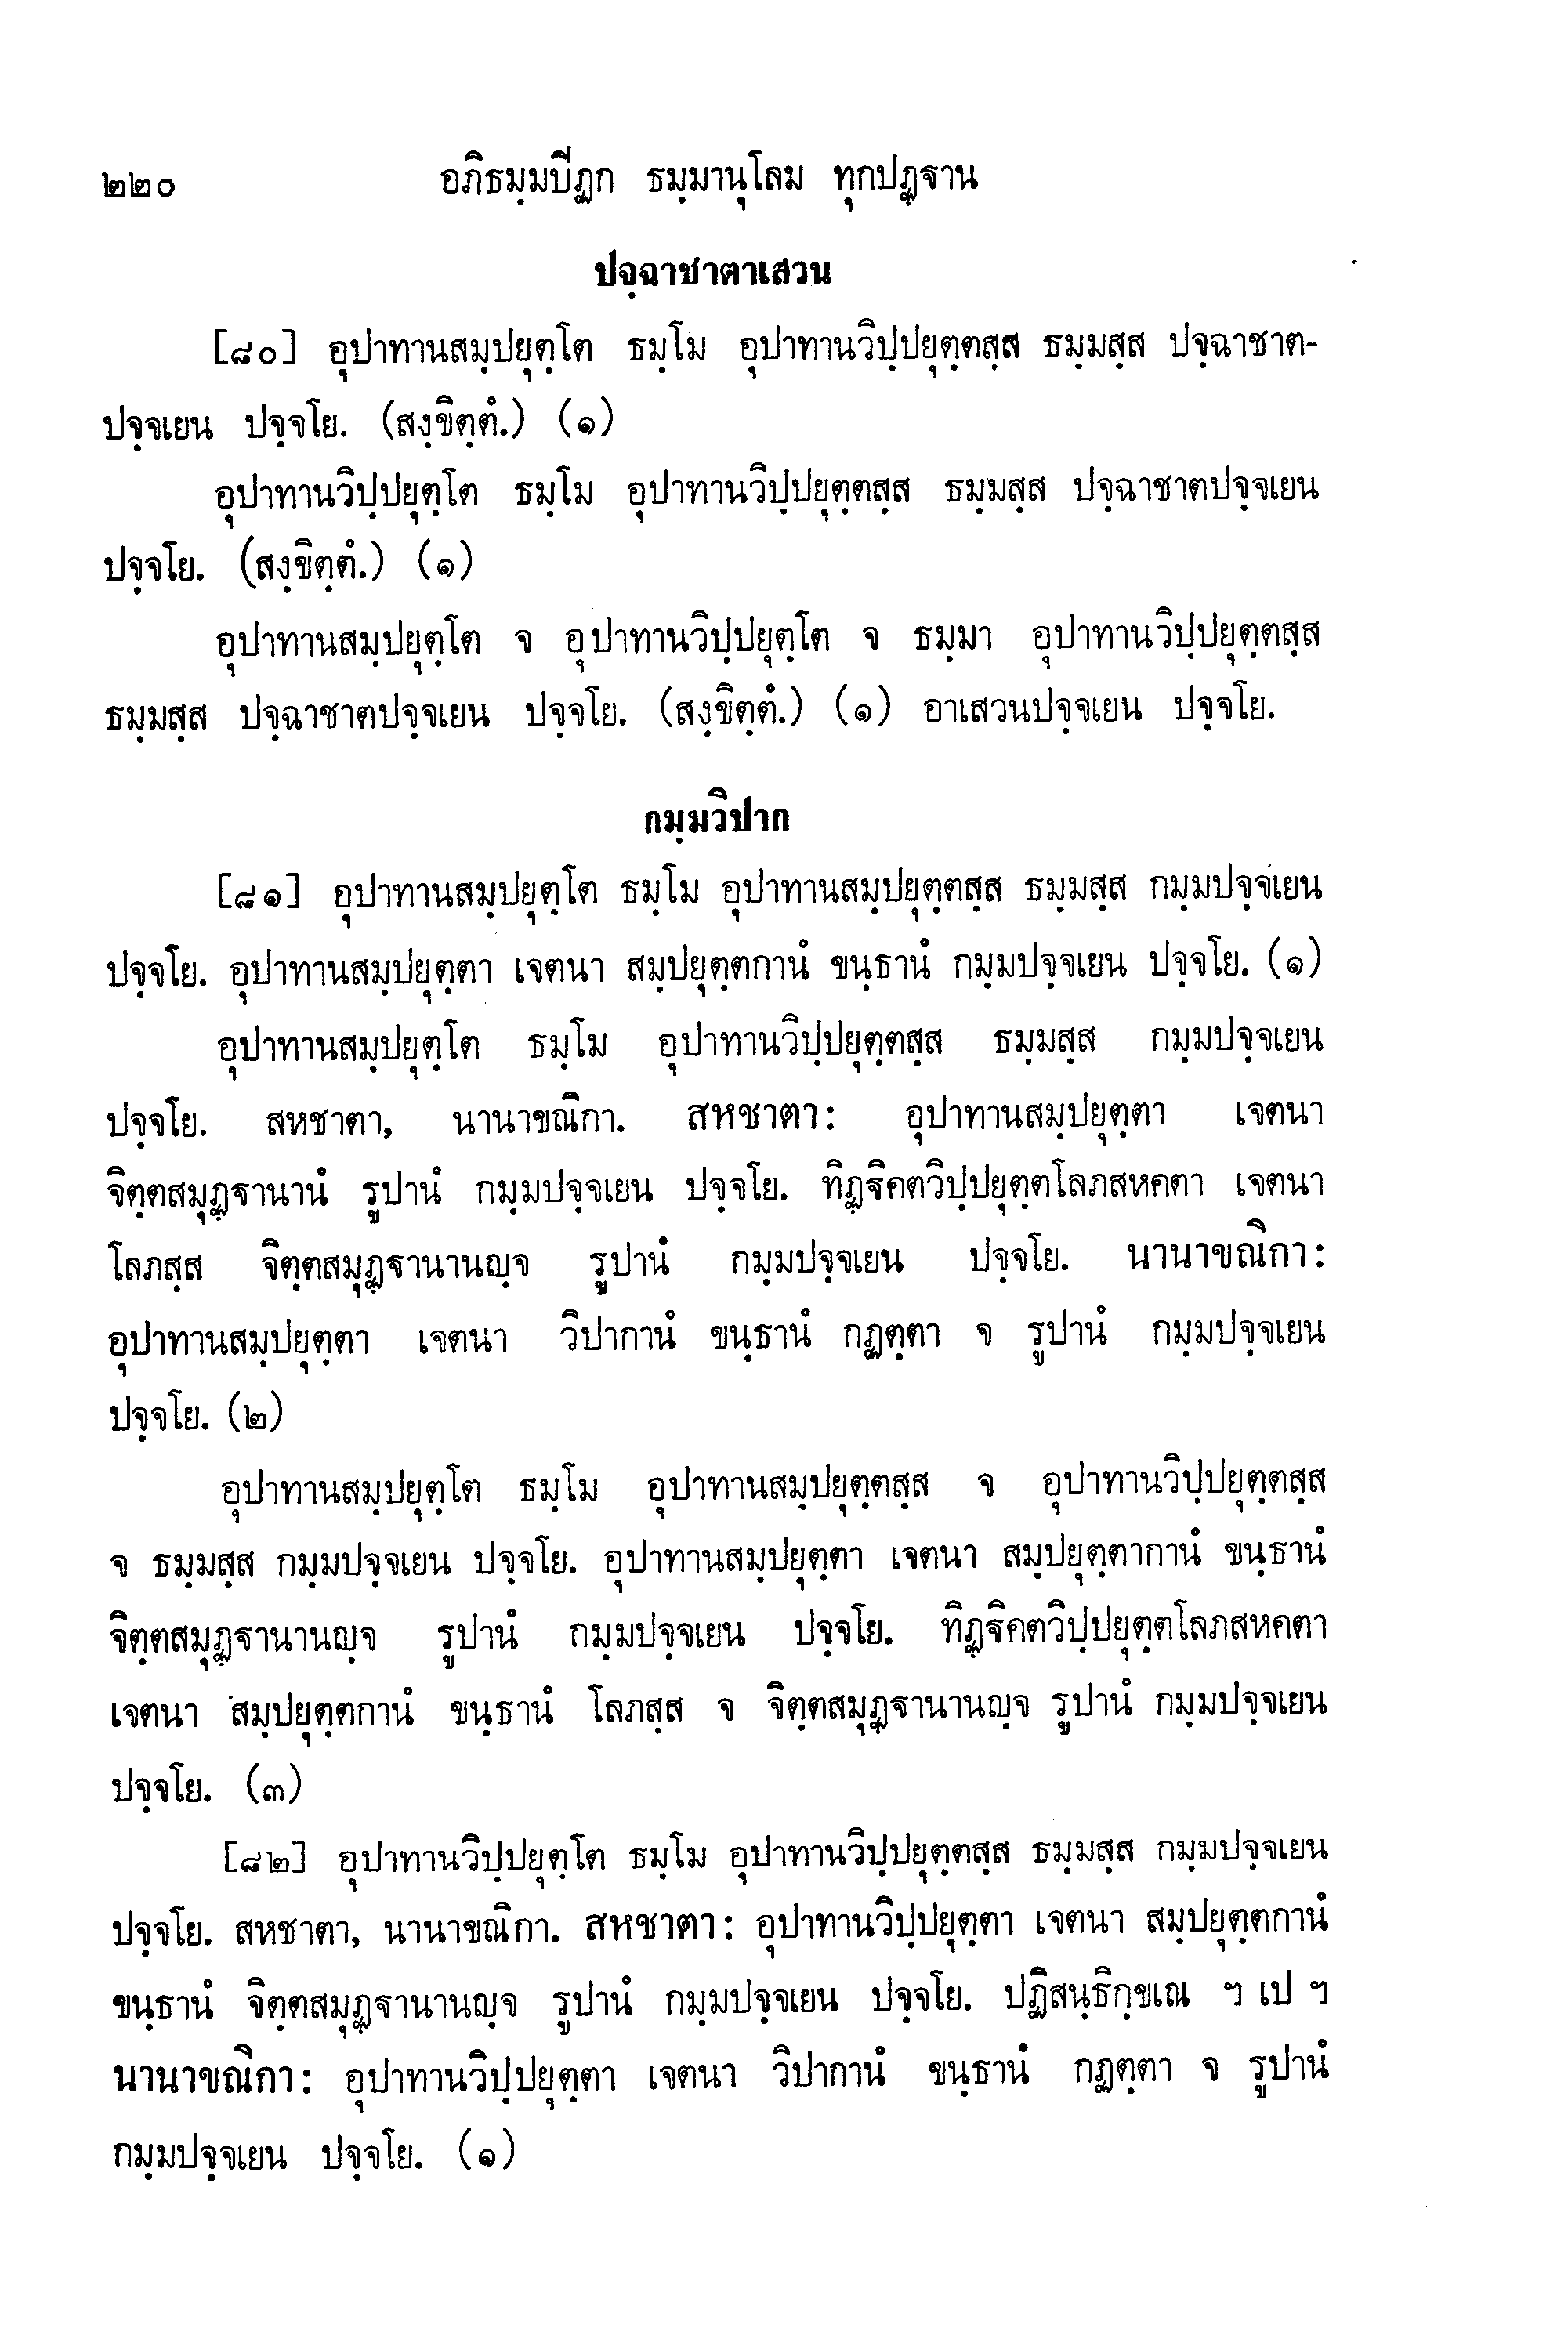 ๒๒๐ อภิธมฺมปีฏก ธมฺมานุโลม ทุกปฏฺฐาน
ปจฺฉาชาตาเสวน
[๘๐] อุปาทานสมฺปยุตฺโต ธมฺโม อุปาทานวิปฺปยุตฺตสฺส ธมฺมสฺส ปจฺฉาชาต-
ปจฺจเยน ปจฺจโย. (สงฺขิตฺตํ.) (๑)
อุปาทานวิปฺปยุตฺโต ธมฺโม อุปาทานวิปฺปยุตฺตสฺส ธมฺมสฺส ปจฺฉาชาตปจฺจเยน
ปจฺจโย. (สงฺขิตฺตํ.) (๑)
อุปาทานสมฺปยุตฺโต จ อุปาทานวิปฺปยุตฺโต จ ธมฺมา อุปาทานวิปฺปยุตฺตสฺส
ธมฺมสฺส ปจฺฉาชาตปจฺจเยน ปจฺจโย. (สงฺขิตฺตํ.) (๑) อาเสวนปจฺจเยน ปจฺจโย.
กมฺมวิปาก
[๘๑] อุปาทานสมฺปยุตฺโต ธมฺโม อุปาทานสมฺปยุตฺตสฺส ธมฺมสฺส กมฺมปจฺจเยน
ปจฺจโย. อุปาทานสมฺปยุตฺตา เจตนา สมฺปยุตฺตกานํ ขนฺธานํ กมฺมปจฺจเยน ปจฺจโย. (๑)
อุปาทานสมฺปยุตฺโต ธมฺโม อุปาทานวิปฺปยุตฺตสฺส ธมฺมสฺส กมฺมปจฺจเยน
ปจฺจโย. สหชาตา, นานาขณิกา. สหชาตา: อุปาทานสมฺปยุตฺตา เจตนา
จิตฺตสมุฏฺฐานานํ รูปานํ กมฺมปจฺจเยน ปจฺจโย. ทิฏฺฐิคตวิปฺปยุตฺตโลภสหคตา เจตนา
โลภสฺส จิตฺตสมุฏฺฐานานญฺจ รูปานํ กมฺมปจฺจเยน ปจฺจโย. นานาขณิกา:
อุปาทานสมฺปยุตฺตา เจตนา วิปากานํ ขนฺธานํ กฏตฺตา จ รูปานํ กมฺมปจฺจเยน
ปจฺจโย. (๒)
อุปาทานสมฺปยุตฺโต ธมฺโม อุปาทานสมฺปยุตฺตสฺส จ อุปาทานวิปฺปยุตฺตสฺส
จ ธมฺมสฺส กมฺมปจฺจเยน ปจฺจโย. อุปาทานสมฺปยุตฺตา เจตนา สมฺปยุตฺตากานํ ขนฺธานํ
จิตฺตสมุฏฺฐานานญฺจ รูปานํ กมฺมปจฺจเยน ปจฺจโย. ทิฏฺฐิคตวิปฺปยุตฺตโลภสหคตา
เจตนา สมฺปยุตฺตกานํ ขนฺธานํ โลภสฺส จ จิตฺตสมุฏฺฐานานญฺจ รูปานํ กมฺมปจฺจเยน
ปจฺจโย. (๓)
[๘๒] อุปาทานวิปฺปยุตฺโต ธมฺโม อุปาทานวิปฺปยุตฺตสฺส ธมฺมสฺส กมฺมปจฺจเยน
ปจฺจโย. สหชาตา, นานาขณิกา. สหชาตา: อุปาทานวิปฺปยุตฺตา เจตนา สมฺปยุตฺตกานํ
ขนฺธานํ จิตฺตสมุฏฺฐานานญฺจ รูปานํ กมฺมปจฺจเยน ปจฺจโย. ปฏิสนฺธิกฺขเณ ฯ เป ฯ
นานาขณิกา: อุปาทานวิปฺปยุตฺตา เจตนา วิปากานํ ขนฺธานํ กฏตฺตา จ รูปานํ
กมฺมปจฺจเยน ปจฺจโย. (๑)